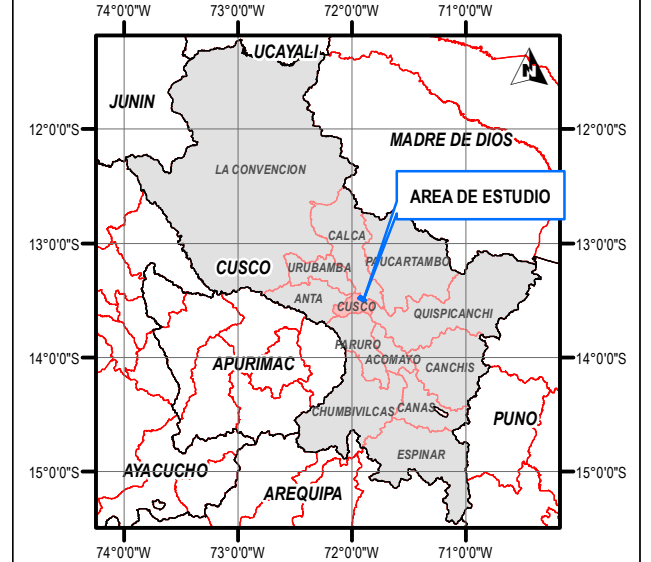 74°0'0"W 73°0'0"W 72°0'0"W 71°0'0"W
UCAYALI
N
JUNIN
12°0'0"S 12°0'0"S
MADRE DE DIOS
LA CONVENCION
AREA DE ESTUDIO
CALCA
13°0'0"S 13°0'0"S
CUSCO URUBAMBA PAUCARTAMBO
ANTA
CUSCO
QUISPICANCHI
PARURO
14°0'0"S 14°0'0"S
APURIMAC
ACOMAYO
CANCHIS
CHUMBIVILCAS CANAS
PUNO
ESPINAR
15°0'0"S 15°0'0"S
AYACUCHO
AREQUIPA
74°0'0"W 73°0'0"W 72°0'0"W 71°0'0"W